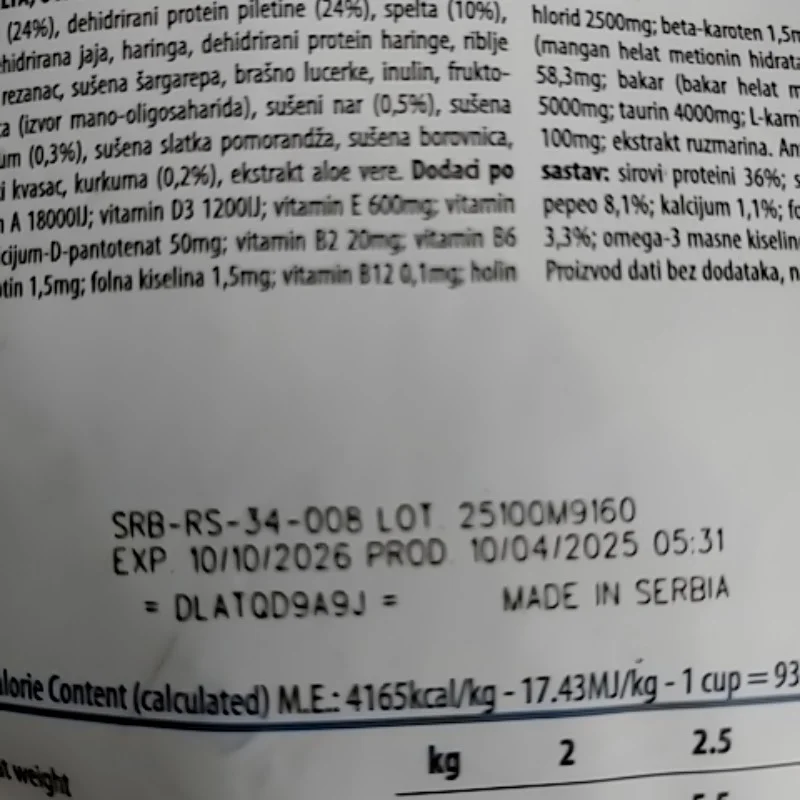 (24%), dehidrirani protein piletine (24%), spelta (10%),
hidrirana jaja, haringa, dehidrirani protein haringe, riblje
rezanac, sušena šargarepa, brašno lucerke, inulin, frukto-
(izvor mano-oligosaharida), sušeni nar (0,5%), sušena
um (0,3%), sušena slatka pomorandža, sušena borovnica,
i kvasac, kurkuma (0,2%), ekstrakt aloe vere. Dodaci po
A 18000IJ; vitamin D3 1200IJ; vitamin E 600mg; vitamin
cijum-D-pantotenat 50mg; vitamin B2 20mg; vitamin B6
tin 1,5mg; folna kiselina 1,5mg; vitamin B12 0,1mg; holin
hlorid 2500mg; beta-karoten 1,5m
(mangan helat metionin hidrata
58,3mg; bakar (bakar helat m
5000mg; taurin 4000mg; L-karni
100mg; ekstrakt ruzmarina. An
sastav: sirovi proteini 36%; s
pepeo 8,1%; kalcijum 1,1%; fo
3,3%; omega-3 masne kiselin
Proizvod dati bez dodataka, n
SRB-RS-34-008 LOT 25100M9160
EXP 10/10/2026 PROD 10/04/2025 05:31
= DLATQD9A9J = MADE IN SERBIA
alorie Content (calculated) M.E.: 4165kcal/kg - 17.43MJ/kg - 1 cup = 93
t weight kg 2 2.5